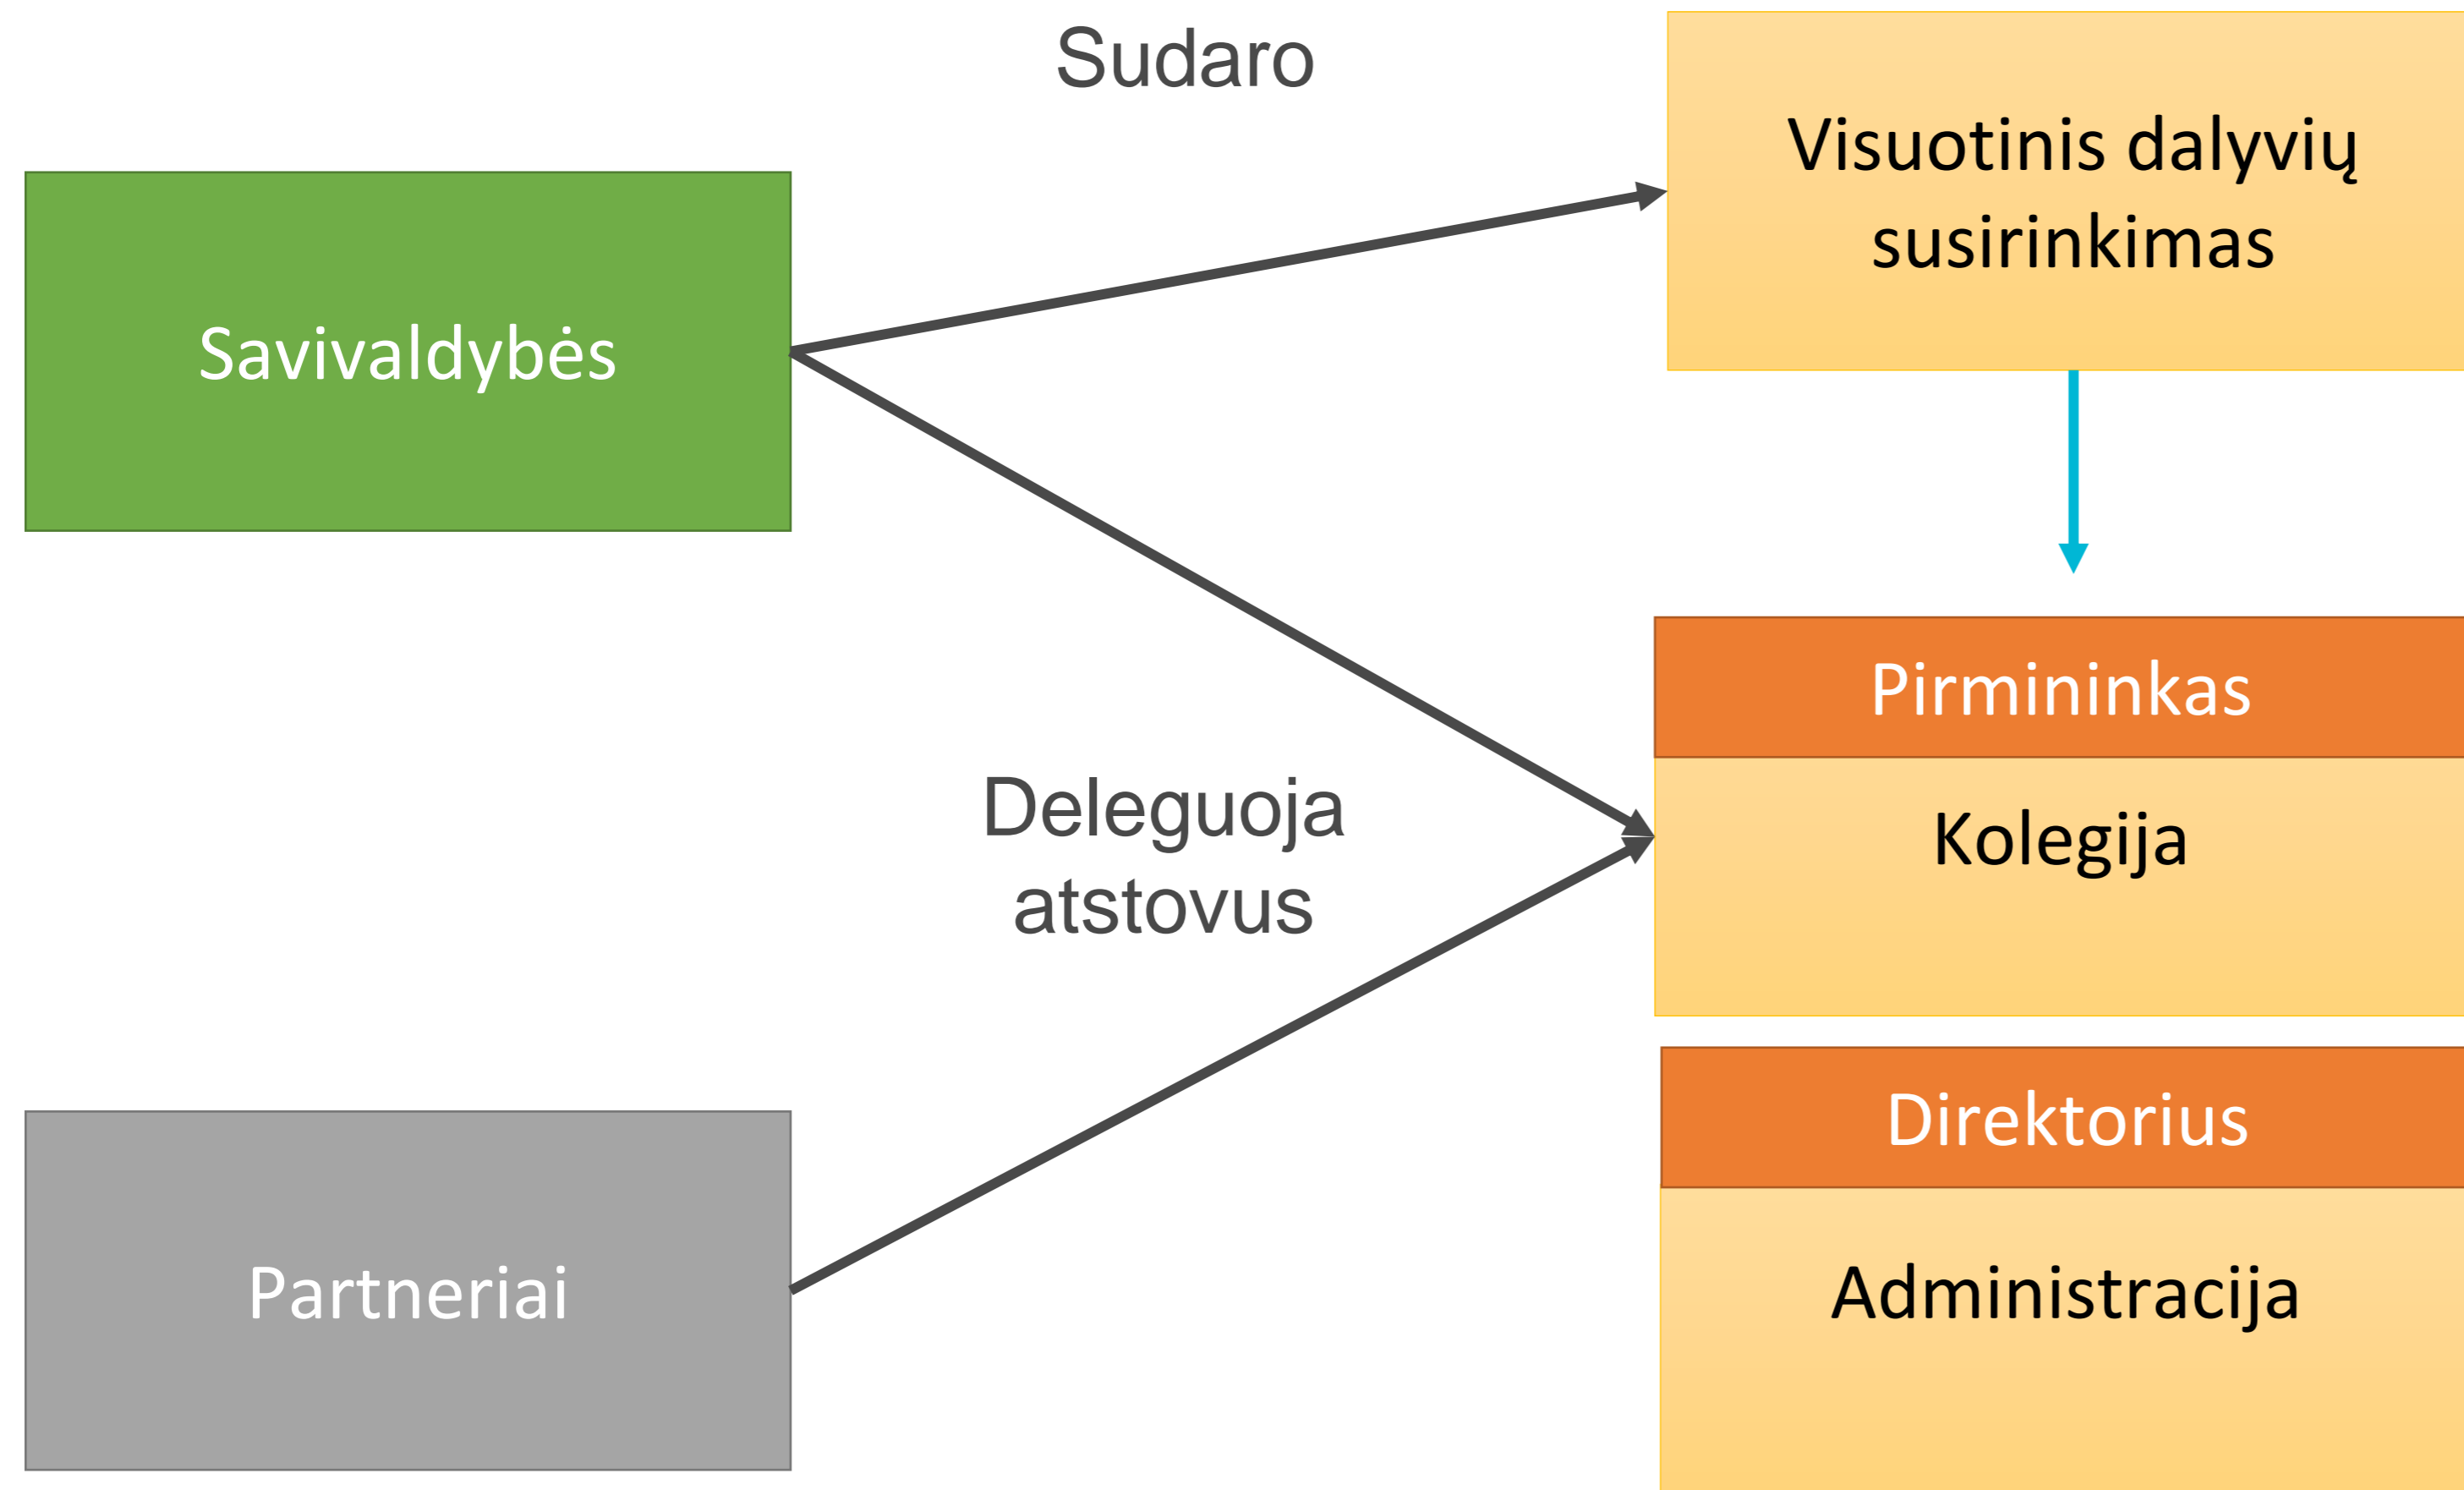 Sudaro
Visuotinis dalyvių
susirinkimas
Savivaldybės
Pirmininkas
Deleguoja
atstovus
Kolegija
Direktorius
Partneriai
Administracija